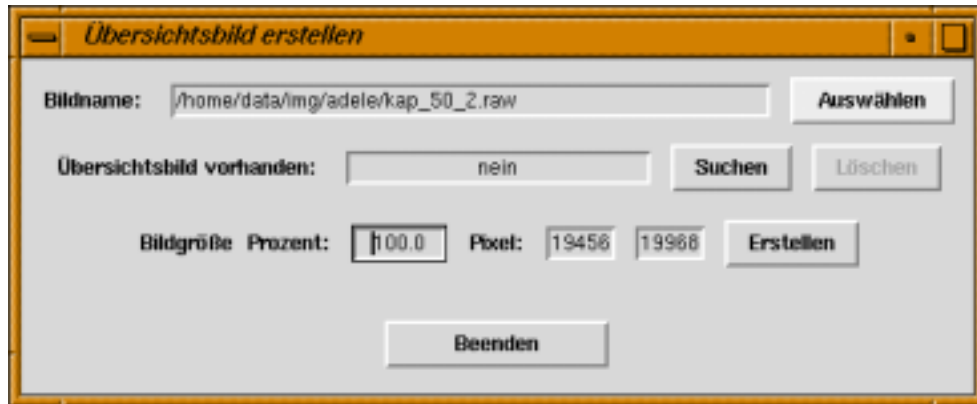 Übersichtsbild erstellen
Bildname: /home/data/img/adele/kap_50_2.raw Auswählen
Übersichtsbild vorhanden: nein Suchen Löschen
Bildgröße Prozent: 100.0 Pixel: 19456 19968 Erstellen
Beenden